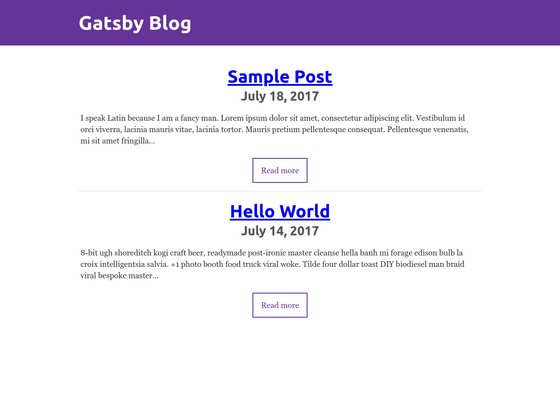 Gatsby Blog
Sample Post
July 18, 2017
I speak Latin because I am a fancy man. Lorem ipsum dolor sit amet, consectetur adipiscing elit. Vestibulum id
orci viverra, lacinia mauris vitae, lacinia tortor. Mauris pretium pellentesque consequat. Pellentesque venenatis,
mi sit amet fringilla...
Read more
Hello World
July 14, 2017
8-bit ugh shoreditch kogi craft beer, readymade post-ironic master cleanse hella banh mi forage edison bulb la
croix intelligentsia salvia. +1 photo booth food truck viral woke. Tilde four dollar toast DIY biodiesel man braid
viral bespoke master...
Read more